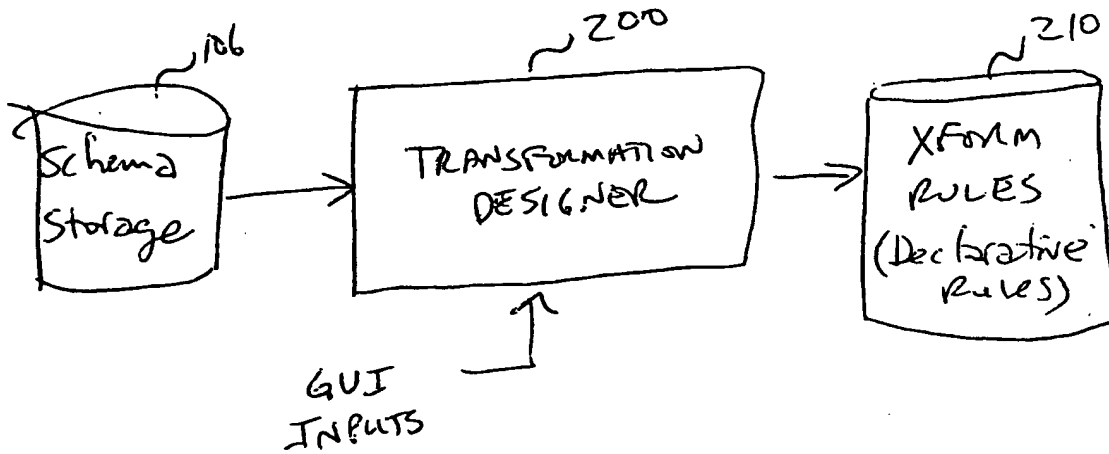 106
200
210
Schema
Storage
TRANSFORMATION
DESIGNER
XFORM
RULES
(Declarative
Rules)
GUI
INPUTS